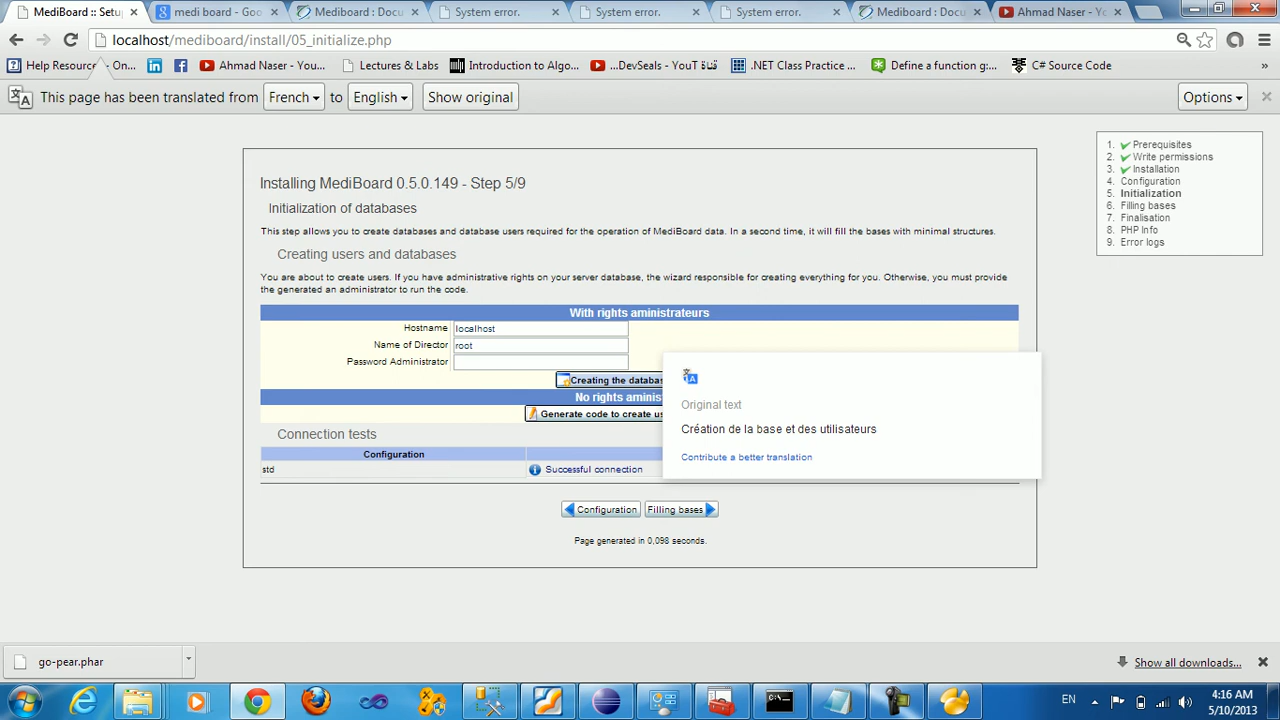 MediBoard :: Setu
medi board - Goo
Mediboard : Docu
System error.
System error.
System error.
Mediboard : Docu
Ahmad Naser - Yo
localhost/mediboard/install/05_initialize.php
Help Resource
On...
Ahmad Naser - You...
Lectures & Labs
Introduction to Algo...
.NET Class Practice ...
Define a function g:...
C# Source Code
»
This page has been translated from French to English Show original
Options
1. Prerequisites
2. Write permissions
3. Installation
4. Configuration
5. Initialization
6. Filling bases
7. Finalisation
8. PHP Info
9. Error logs
Installing MediBoard 0.5.0.149 - Step 5/9
Initialization of databases
This step allows you to create databases and database users required for the operation of MediBoard data. In a second time, it will fill the bases with minimal structures.
Creating users and databases
You are about to create users. If you have administrative rights on your server database, the wizard responsible for creating everything for you. Otherwise, you must provide
the generated an administrator to run the code.
With rights aministrateurs
Hostname localhost
Name of Director root
Password Administrator
Creating the databas
No rights aminis
Generate code to create us
Original text
Création de la base et des utilisateurs
Contribute a better translation
Connection tests
Configuration
std Successful connection
Configuration Filling bases
Page generated in 0,098 seconds.
go-pear.phar
Show all downloads...
EN
4:16 AM
5/10/2013